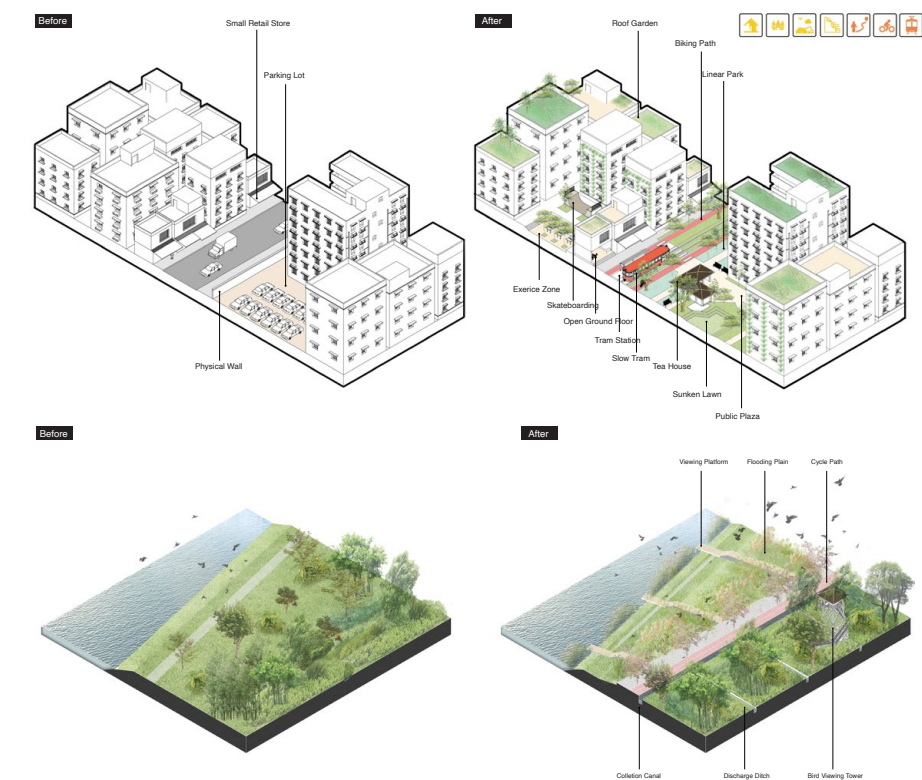 Before
Small Retail Store
Parking Lot
Physical Wall
After
Roof Garden
Biking Path
Linear Park
Exerice Zone
Skateboarding
Open Ground Floor
Tram Station
Slow Tram
Tea House
Sunken Lawn
Public Plaza
Before
After
Viewing Platform
Flooding Plain
Cycle Path
Colletion Canal
Discharge Ditch
Bird Viewing Tower